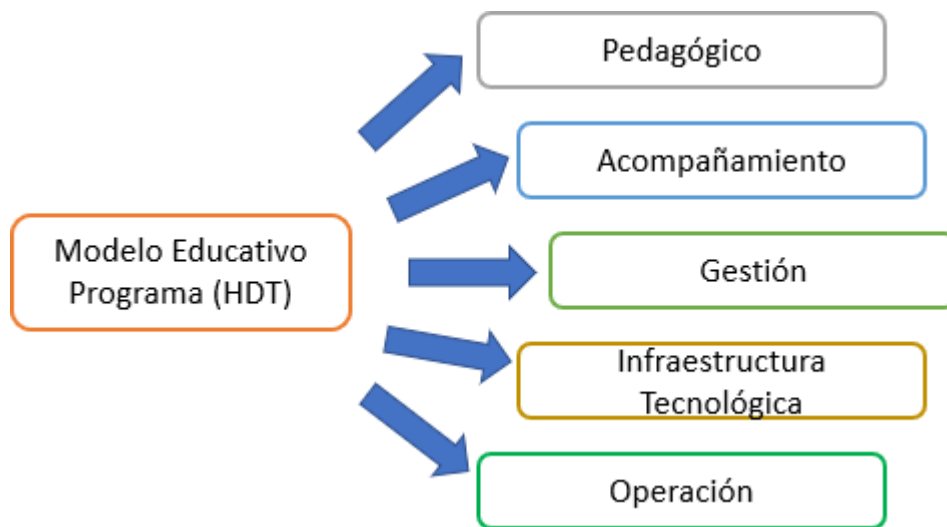 Pedagógico
Acompañamiento
Modelo Educativo
Programa (HDT)
Gestión
Infraestructura
Tecnológica
Operación